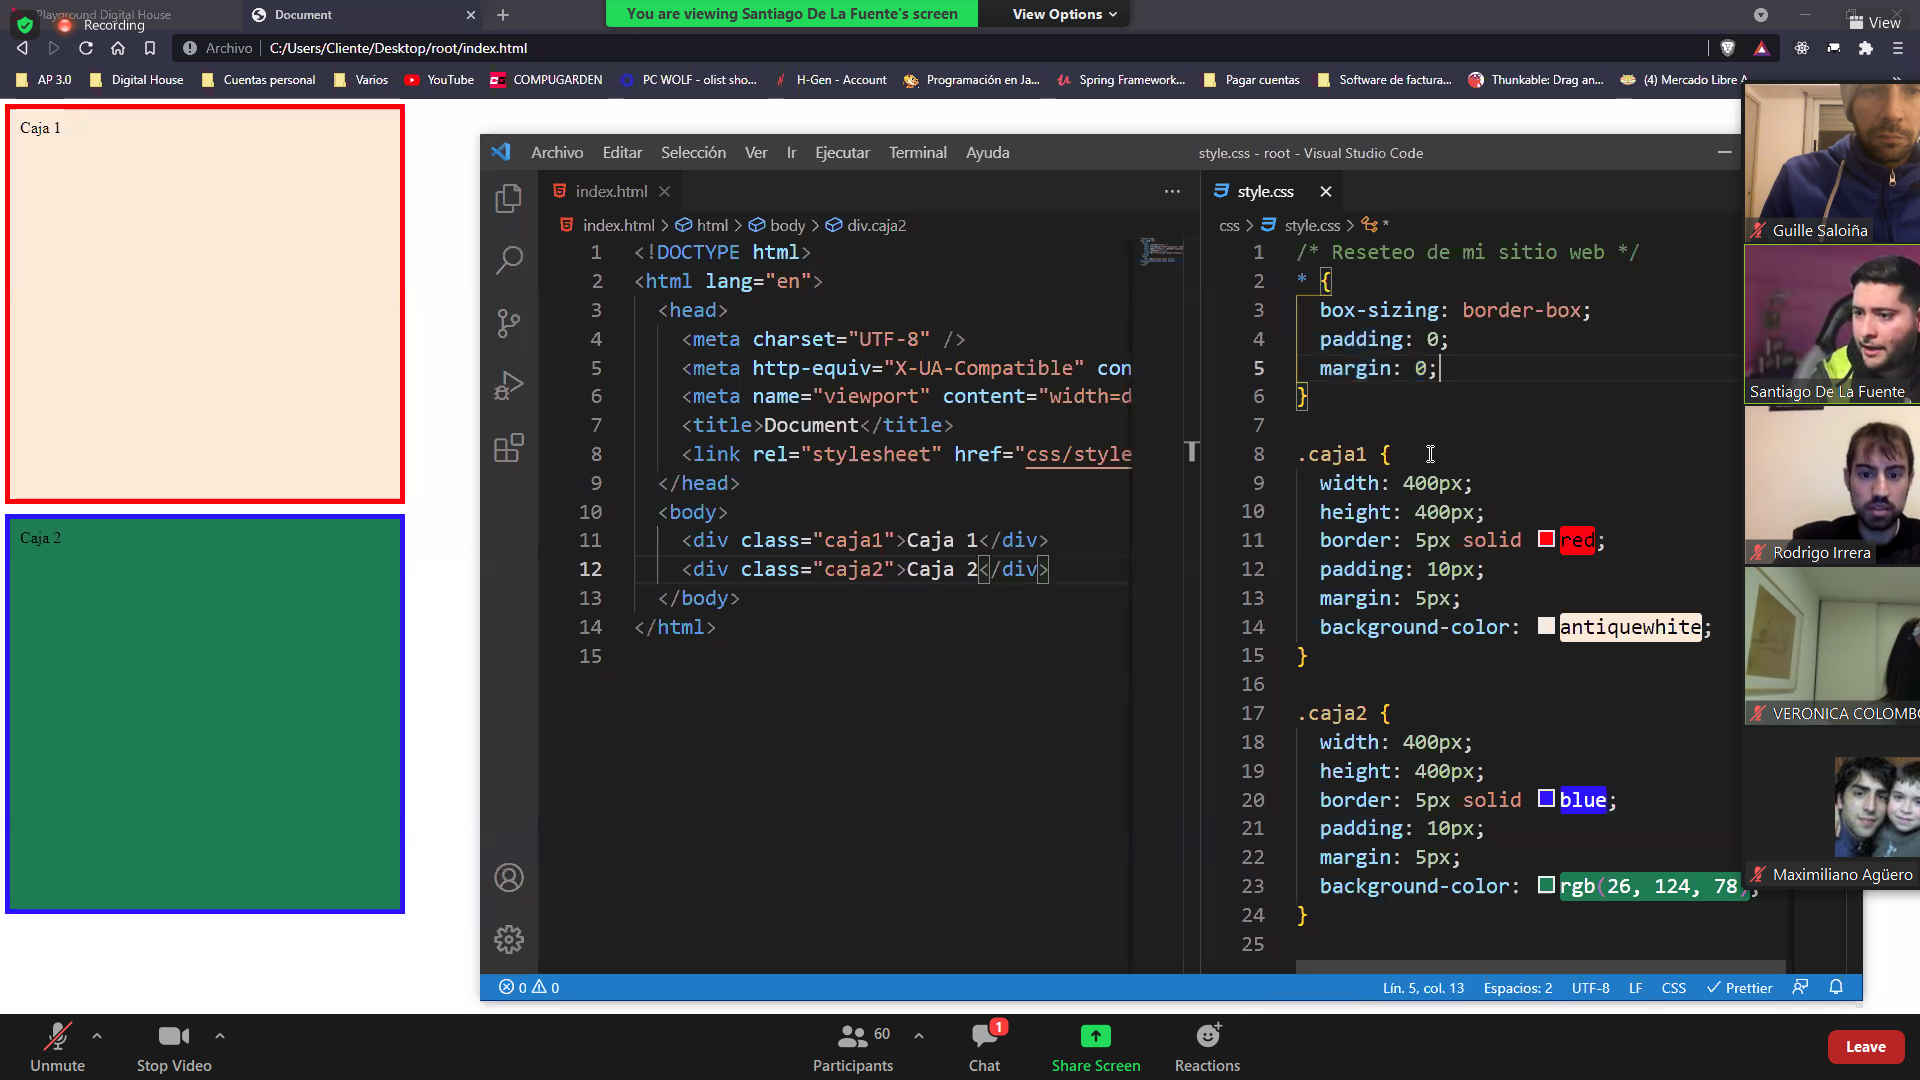 Playground Digital House
Document
Recording
You are viewing Santiago De La Fuente's screen
View Options
View
Archivo
C:/Users/Cliente/Desktop/root/index.html
AP 3.0
Digital House
Cuentas personal
Varios
YouTube
COMPUGARDEN
PC WOLF - olist sho...
H-Gen - Account
Programación en Ja...
Spring Framework...
Pagar cuentas
Software de factura...
Thunkable: Drag an...
(4) Mercado Libre
Caja 1
Caja 2
Archivo Editar Selección Ver Ir Ejecutar Terminal Ayuda
style.css - root - Visual Studio Code
index.html
index.html > html > body > div.caja2
1 <!DOCTYPE html>
2 <html lang="en">
3 <head>
4 <meta charset="UTF-8" />
5 <meta http-equiv="X-UA-Compatible" con
6 <meta name="viewport" content="width=d
7 <title>Document</title>
8 <link rel="stylesheet" href="css/style
9 </head>
10 <body>
11 <div class="caja1">Caja 1</div>
12 <div class="caja2">Caja 2</div>
13 </body>
14 </html>
15
style.css
css > style.css > *
1 /* Reseteo de mi sitio web */
2 * {
3 box-sizing: border-box;
4 padding: 0;
5 margin: 0;
6 }
7
8 .caja1 {
9 width: 400px;
10 height: 400px;
11 border: 5px solid red;
12 padding: 10px;
13 margin: 5px;
14 background-color: antiquewhite;
15 }
16
17 .caja2 {
18 width: 400px;
19 height: 400px;
20 border: 5px solid blue;
21 padding: 10px;
22 margin: 5px;
23 background-color: rgb(26, 124, 78);
24 }
25
0 0
Lín. 5, col. 13
Espacios: 2
UTF-8
LF
CSS
Prettier
Guille Saloiña
Santiago De La Fuente
Rodrigo Irrera
VERONICA COLOMBO
Maximiliano Agüero
Unmute
Stop Video
60
Participants
1
Chat
Share Screen
Reactions
Leave